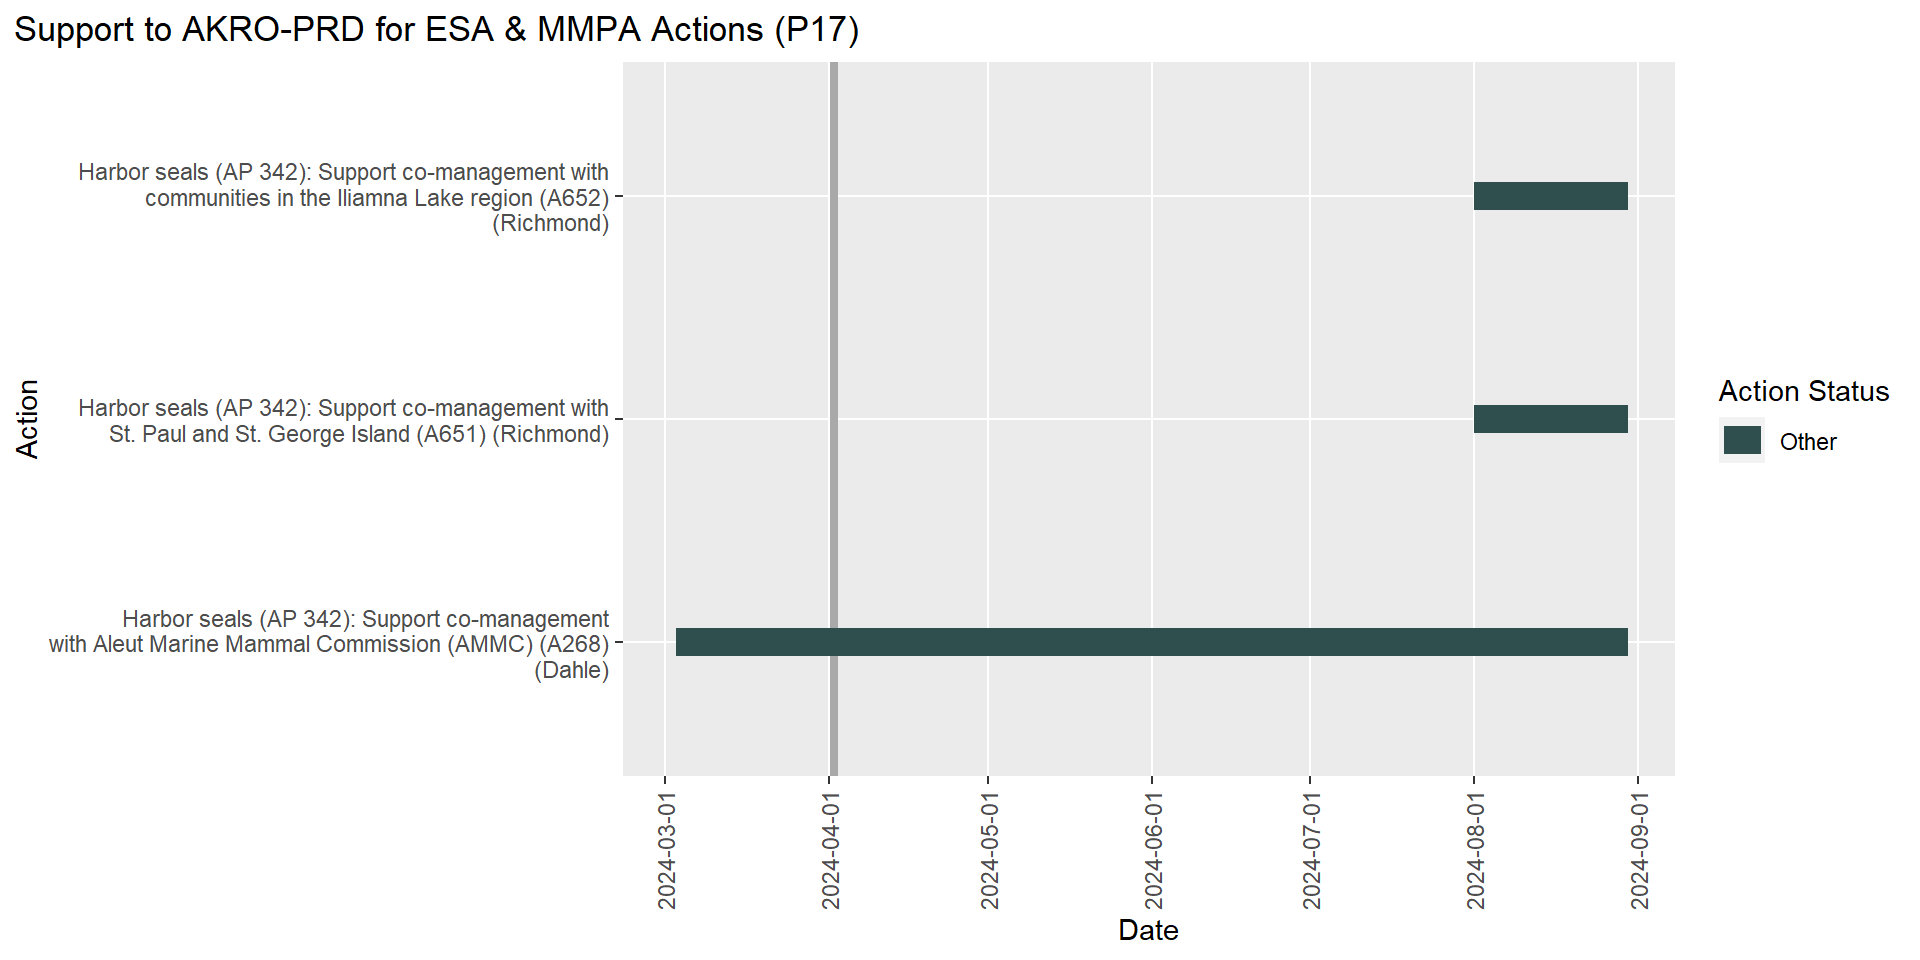 Support to AKRO-PRD for ESA & MMPA Actions (P17)
Action
Harbor seals (AP 342): Support co-management with
communities in the Iliamna Lake region (A652)
(Richmond)
Harbor seals (AP 342): Support co-management with
St. Paul and St. George Island (A651) (Richmond)
Harbor seals (AP 342): Support co-management
with Aleut Marine Mammal Commission (AMMC) (A268)
(Dahle)
2024-03-01
2024-04-01
2024-05-01
2024-06-01
2024-07-01
2024-08-01
2024-09-01
Date
Action Status
Other